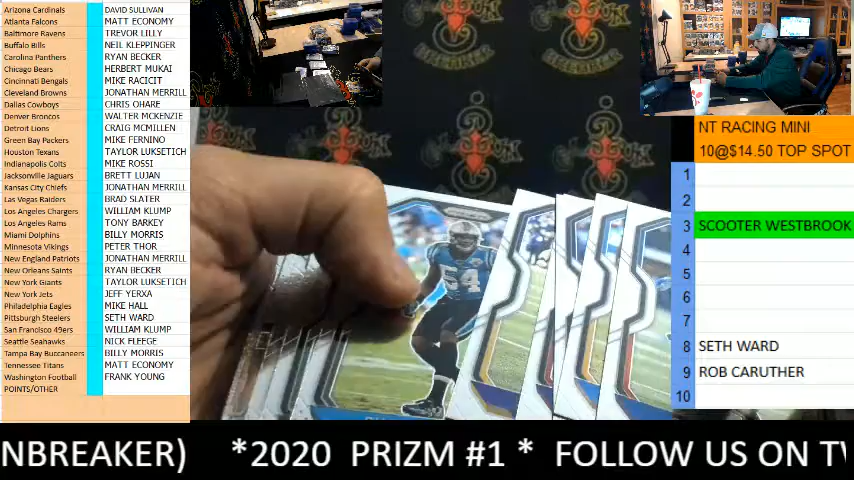 Arizona Cardinals DAVID SULLIVAN
Atlanta Falcons MATT ECONOMY
Baltimore Ravens TREVOR LILLY
Buffalo Bills NEIL KLEPPINGER
Carolina Panthers RYAN BECKER
Chicago Bears HERBERT MUKAI
Cincinnati Bengals MIKE RACICIT
Cleveland Browns JONATHAN MERRILL
Dallas Cowboys CHRIS OHARE
Denver Broncos WALTER MCKENZIE
Detroit Lions CRAIG MCMILLEN
Green Bay Packers MIKE FERNINO
Houston Texans TAYLOR LUKSETICH
Indianapolis Colts MIKE ROSSI
Jacksonville Jaguars BRETT LUJAN
Kansas City Chiefs JONATHAN MERRILL
Las Vegas Raiders BRAD SLATER
Los Angeles Chargers WILLIAM KLUMP
Los Angeles Rams TONY BARKEY
Miami Dolphins BILLY MORRIS
Minnesota Vikings PETER THOR
New England Patriots JONATHAN MERRILL
New Orleans Saints RYAN BECKER
New York Giants TAYLOR LUKSETICH
New York Jets JEFF YERXA
Philadelphia Eagles MIKE HALL
Pittsburgh Steelers SETH WARD
San Francisco 49ers WILLIAM KLUMP
Seattle Seahawks NICK FLEEGE
Tampa Bay Buccaneers BILLY MORRIS
Tennessee Titans MATT ECONOMY
Washington Football FRANK YOUNG
POINTS/OTHER
54
NT RACING MINI
10@$14.50 TOP SPOT
1
2
3 SCOOTER WESTBROOK
4
5
6
7
8 SETH WARD
9 ROB CARUTHER
10
NBREAKER) *2020 PRIZM #1 * FOLLOW US ON TV